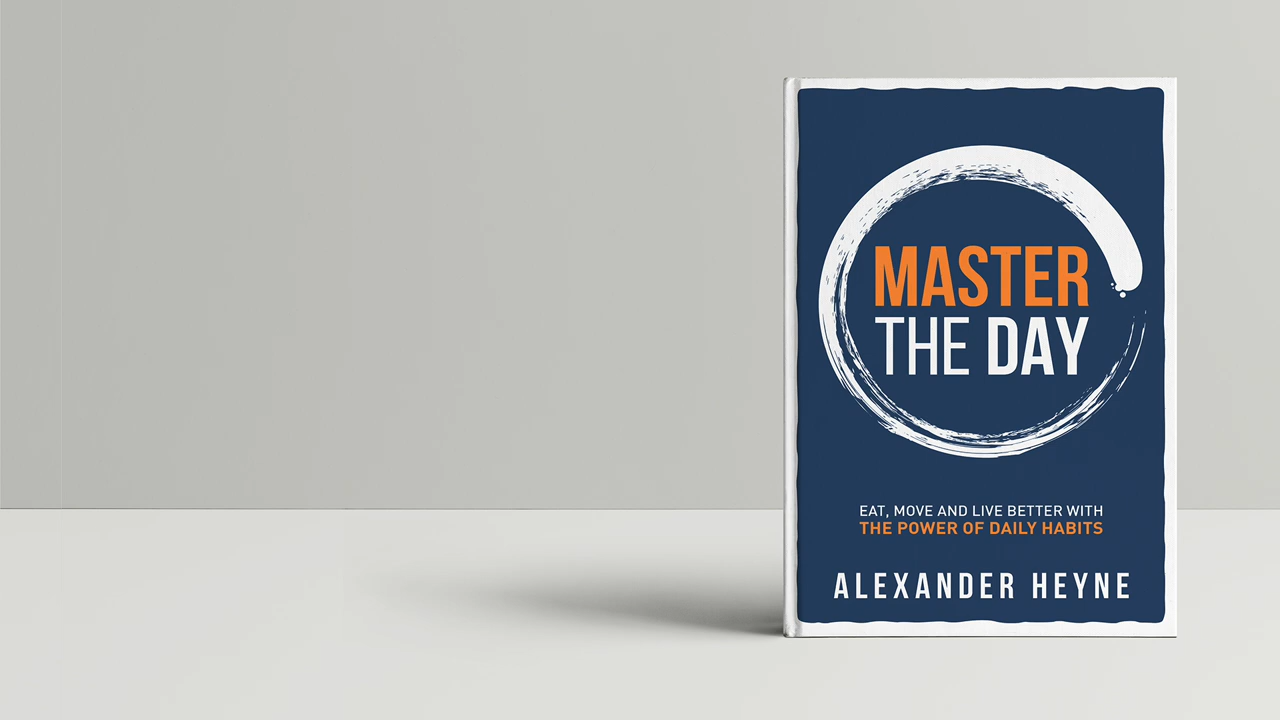 MASTER
THE DAY
EAT, MOVE AND LIVE BETTER WITH
THE POWER OF DAILY HABITS
ALEXANDER HEYNE